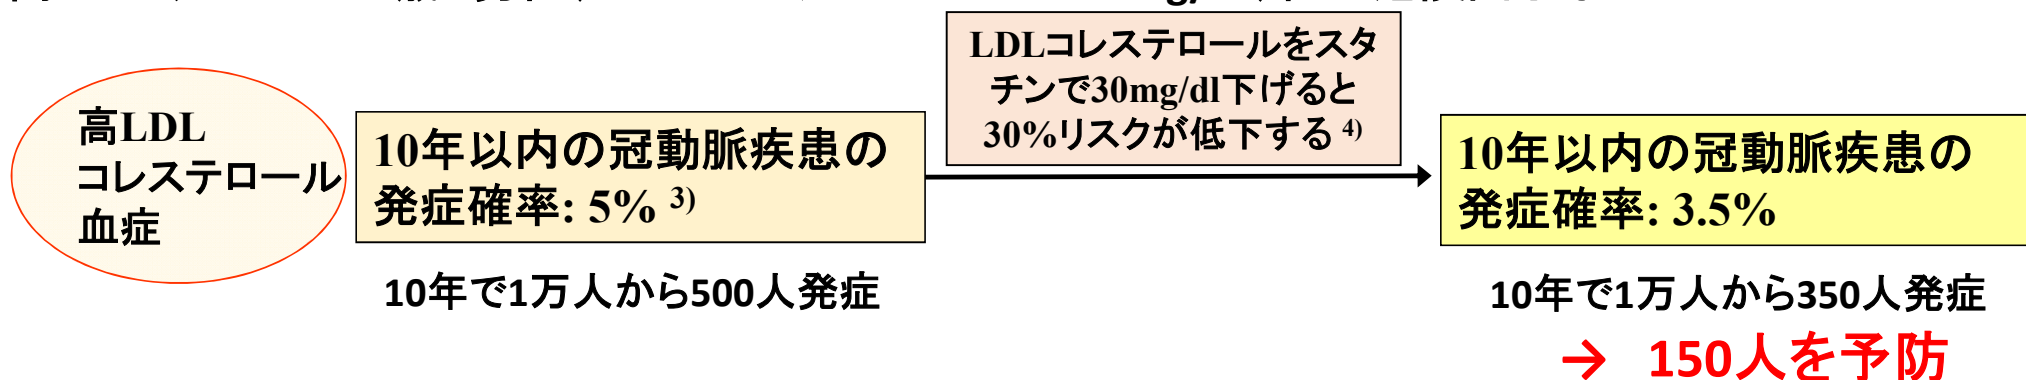 LDLコレステロールをスタ
チンで30mg/dl下げると
30%リスクが低下する 4)
高LDL
コレステロール
血症
10年以内の冠動脈疾患の
発症確率: 5% 3)
10年以内の冠動脈疾患の
発症確率: 3.5%
10年で1万人から500人発症
10年で1万人から350人発症
→ 150人を予防